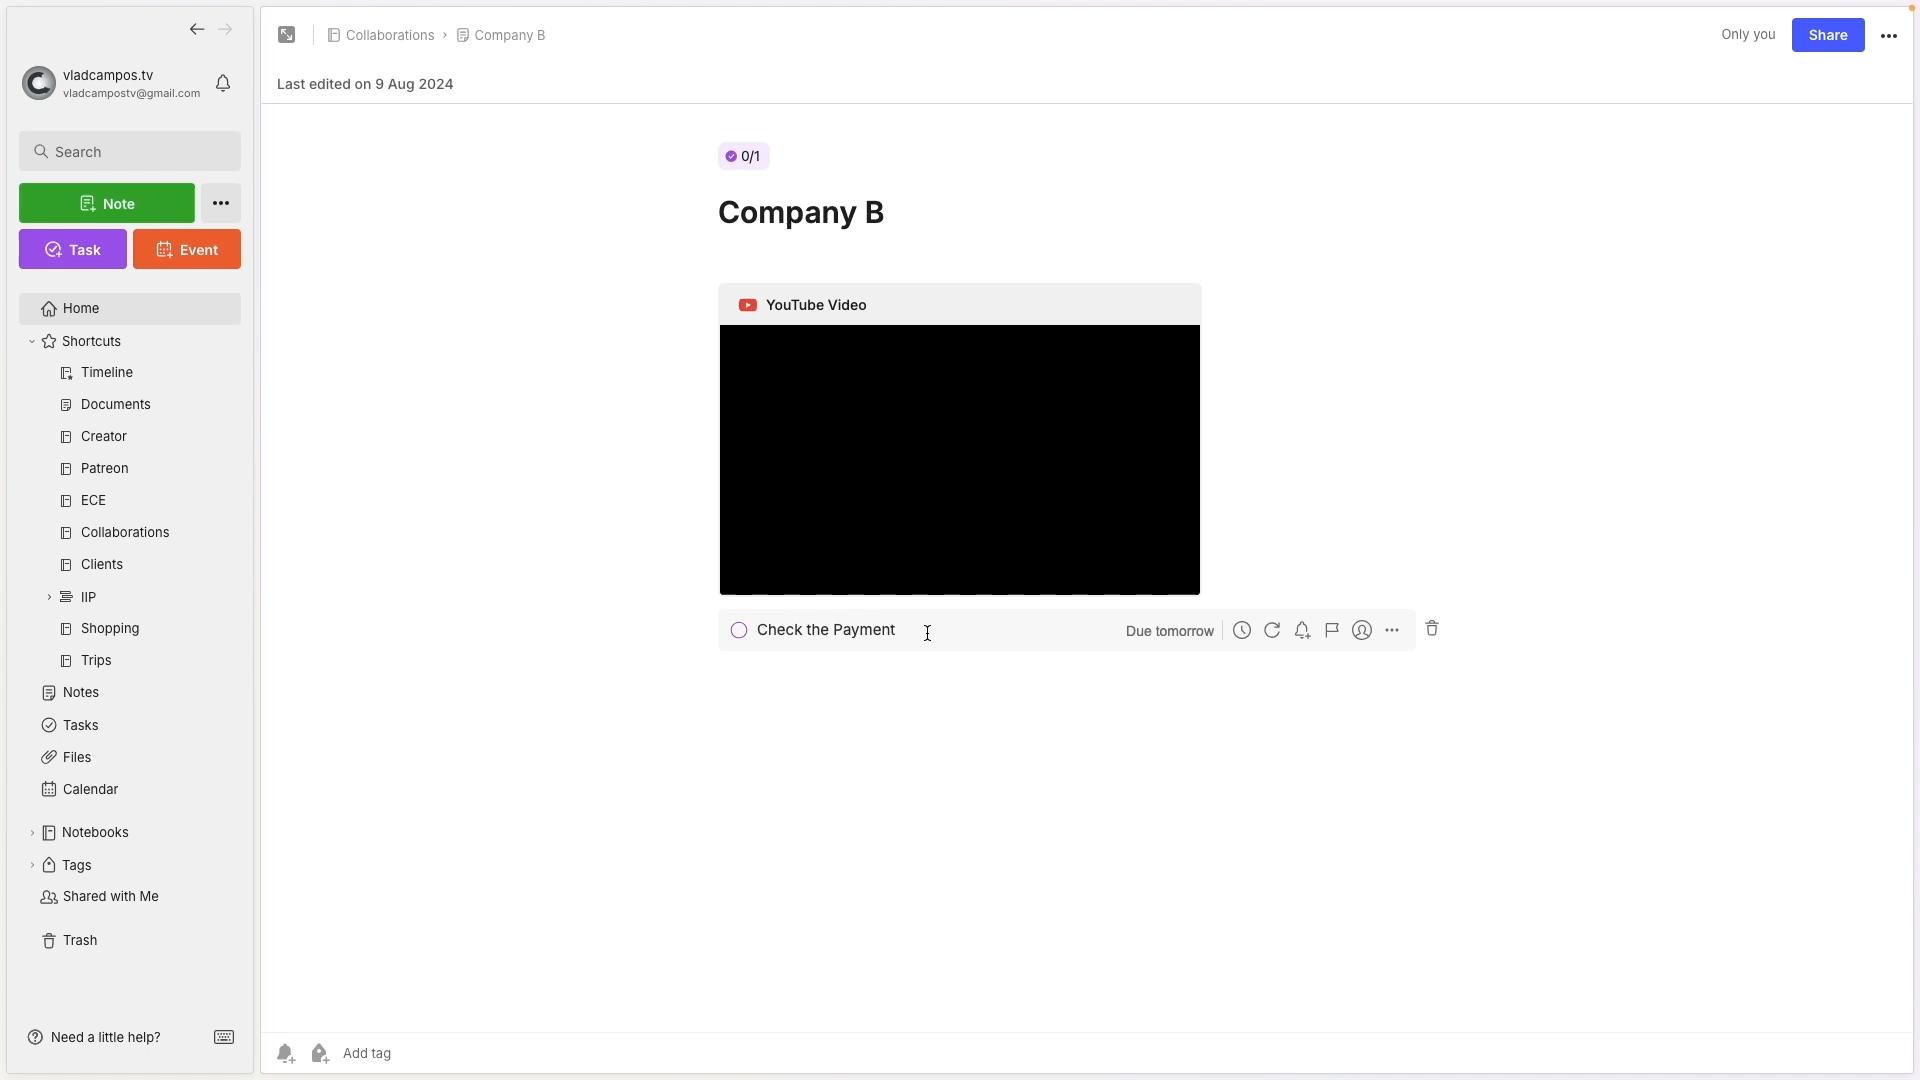 Collaborations › Company B
Only you
Share
vladcampos.tv
vladcampostv@gmail.com
Last edited on 9 Aug 2024
Search
Note
Task
Event
Home
Shortcuts
Timeline
Documents
Creator
Patreon
ECE
Collaborations
Clients
IIP
Shopping
Trips
Notes
Tasks
Files
Calendar
Notebooks
Tags
Shared with Me
Trash
Need a little help?
0/1
Company B
YouTube Video
Check the Payment
Due tomorrow
Add tag